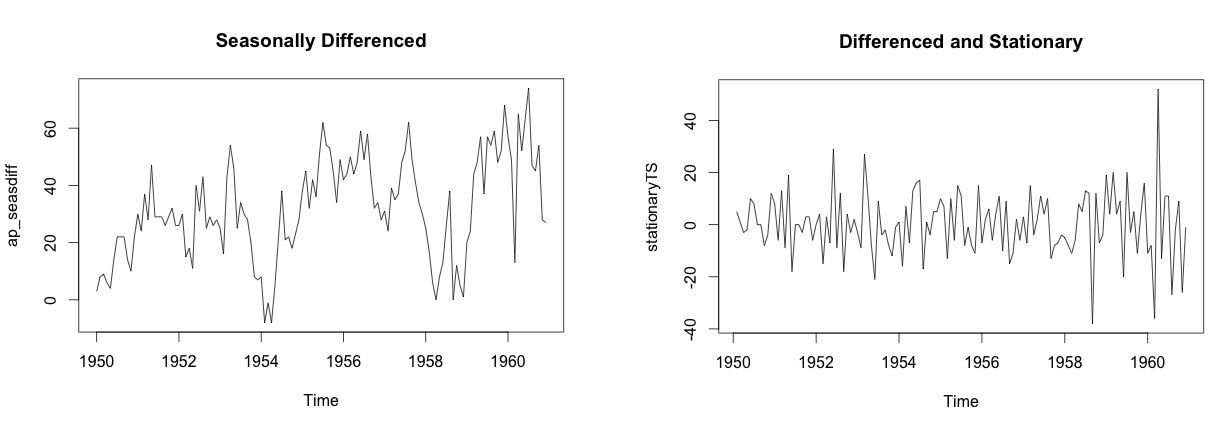 Seasonally Differenced
ap_seasdiff
60
40
20
0
1950 1952 1954 1956 1958 1960
Time
Differenced and Stationary
stationaryTS
40
20
0
-20
-40
1950 1952 1954 1956 1958 1960
Time